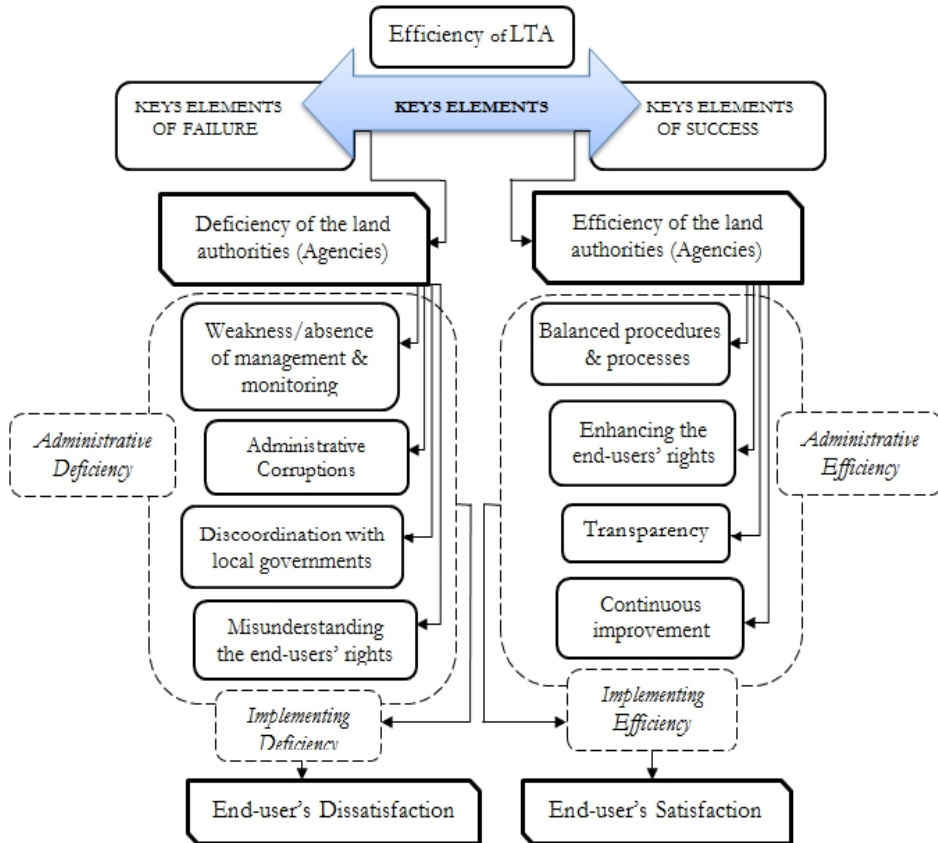 Efficiency of LTA
KEYS ELEMENTS
OF FAILURE
KEYS ELEMENTS
KEYS ELEMENTS
OF SUCCESS
Deficiency of the land
authorities (Agencies)
Efficiency of the land
authorities (Agencies)
Weakness/absence
of management &
monitoring
Administrative
Corruptions
Discoordination with
local governments
Misunderstanding
the end-users' rights
Administrative
Deficiency
Balanced procedures
& processes
Enhancing the
end-users' rights
Transparency
Continuous
improvement
Administrative
Efficiency
Implementing
Deficiency
Implementing
Efficiency
End-user's Dissatisfaction
End-user's Satisfaction